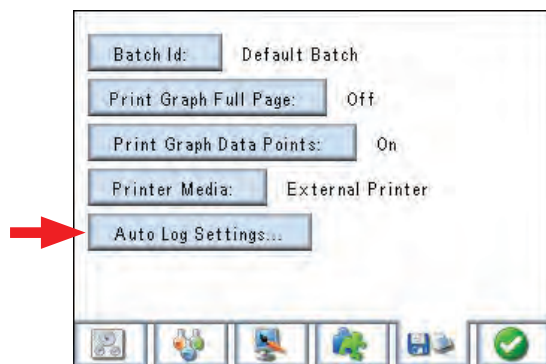 Batch Id: Default Batch
Print Graph Full Page: Off
Print Graph Data Points: On
Printer Media: External Printer
Auto Log Settings...